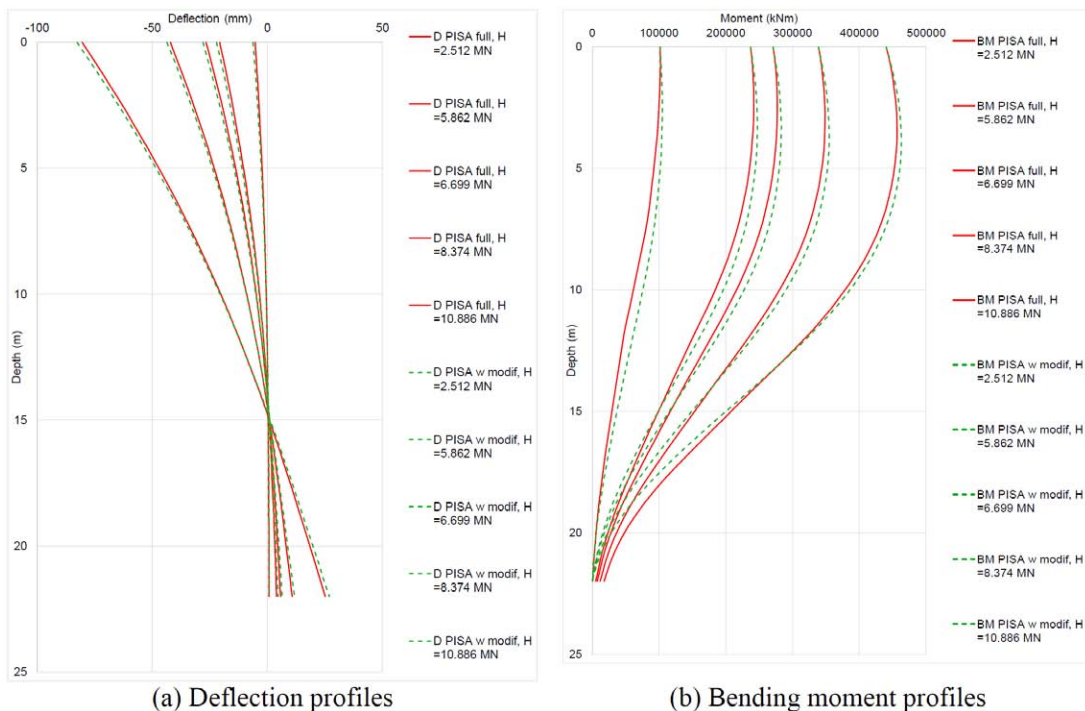 Deflection (mm)
-100
-50
0
50
0
5
10
15
20
25
Depth (m)
D PISA full, H
=2.512 MN
D PISA full, H
=5.862 MN
D PISA full, H
=6.699 MN
D PISA full, H
=8.374 MN
D PISA full, H
=10.886 MN
D PISA w modif, H
=2.512 MN
D PISA w modif, H
=5.862 MN
D PISA w modif, H
=6.699 MN
D PISA w modif, H
=8.374 MN
D PISA w modif, H
=10.886 MN
(a) Deflection profiles
Moment (kNm)
0
100000
200000
300000
400000
500000
0
5
10
15
20
25
Depth (m)
BM PISA full, H
=2.512 MN
BM PISA full, H
=5.862 MN
BM PISA full, H
=6.699 MN
BM PISA full, H
=8.374 MN
BM PISA full, H
=10.886 MN
BM PISA w modif, H
=2.512 MN
BM PISA w modif, H
=5.862 MN
BM PISA w modif, H
=6.699 MN
BM PISA w modif, H
=8.374 MN
BM PISA w modif, H
=10.886 MN
(b) Bending moment profiles